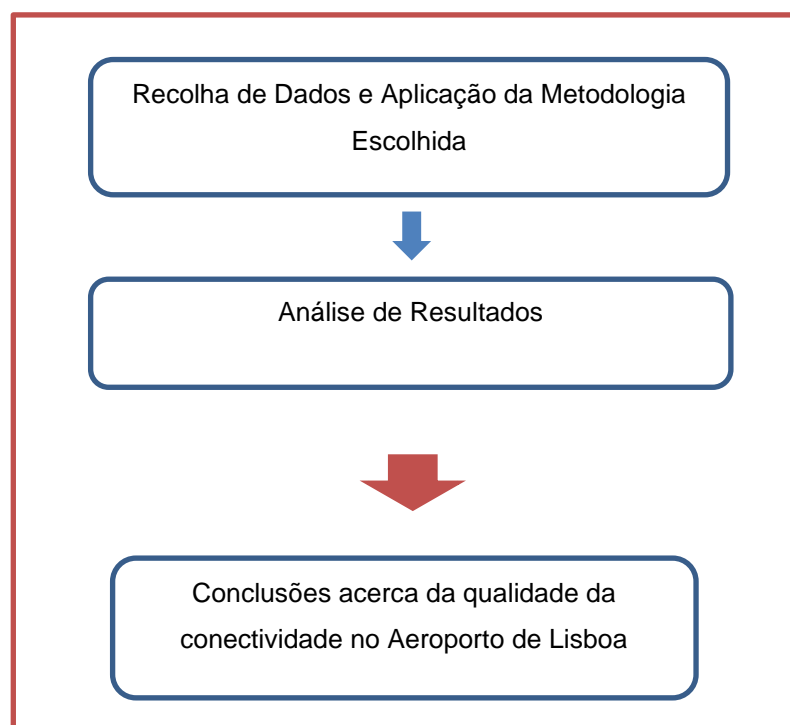 Recolha de Dados e Aplicação da Metodologia
Escolhida
Análise de Resultados
Conclusões acerca da qualidade da
conectividade no Aeroporto de Lisboa